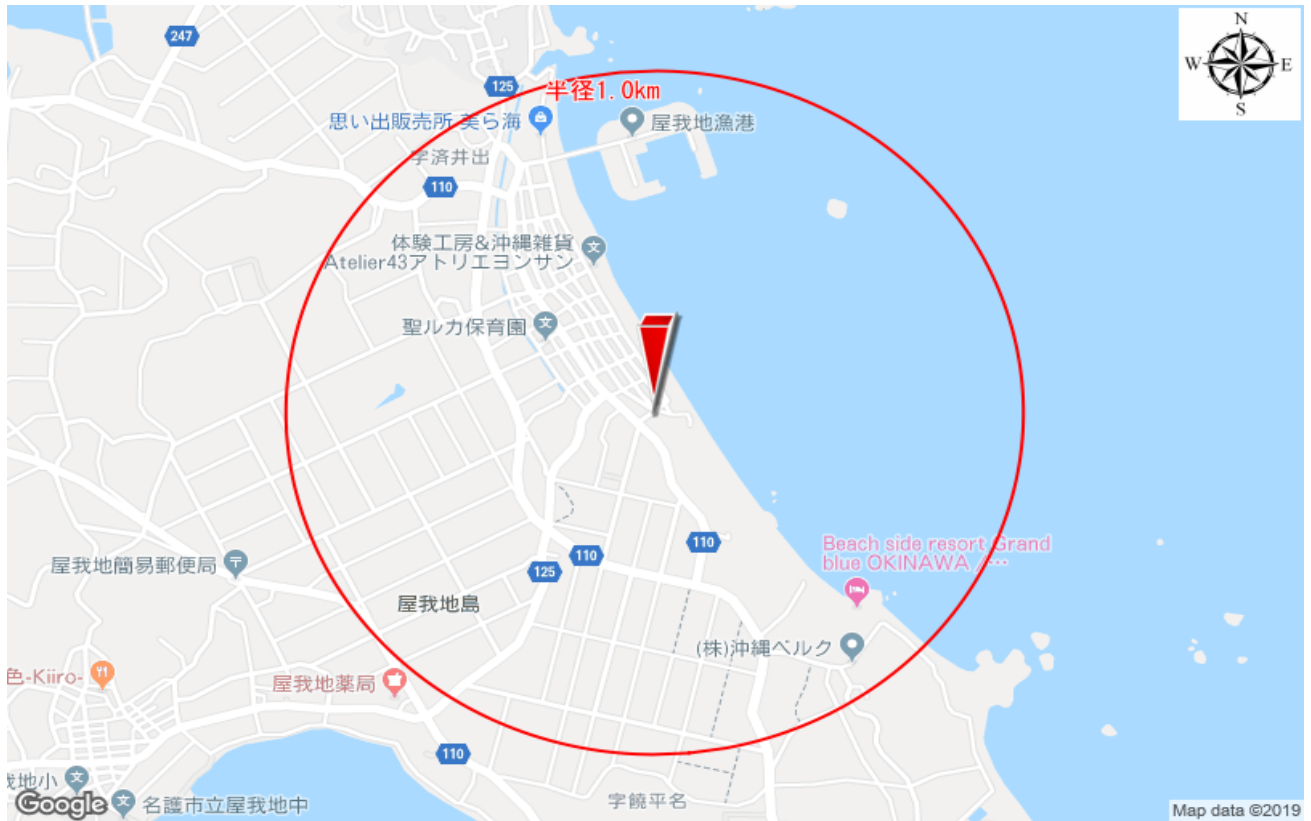 N
W
E
S
247
125
半径1.0km
思い出販売所 美ら海
屋我地漁港
字済井出
110
体験工房&沖縄雑貨
Atelier43アトリエヨンサン
聖ルカ保育園
110
Beach side resort Grand
blue OKINAWA /…
屋我地簡易郵便局
110
125
屋我地島
(株)沖縄ベルク
色-Kiiro-
屋我地薬局
110
我地小
名護市立屋我地中
字饒平名
Google
Map data ©2019